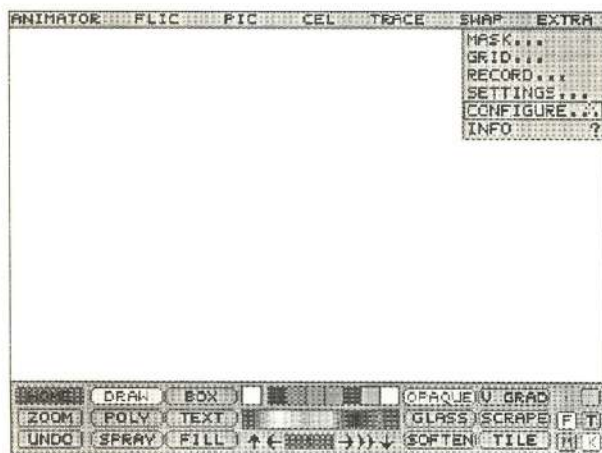 ANIMATOR FLIC PIC CEL TRACE SWAP EXTRA
MASK...
GRID...
RECORD...
SETTINGS...
CONFIGURE...
INFO ?
HOME DRAW BOX OPAQUE V GRAD
ZOOM POLY TEXT GLASS SCRAPE F T
UNDO SPRAY FILL ↑ ← →⟩⟩ ↓ SOFTEN TILE M K